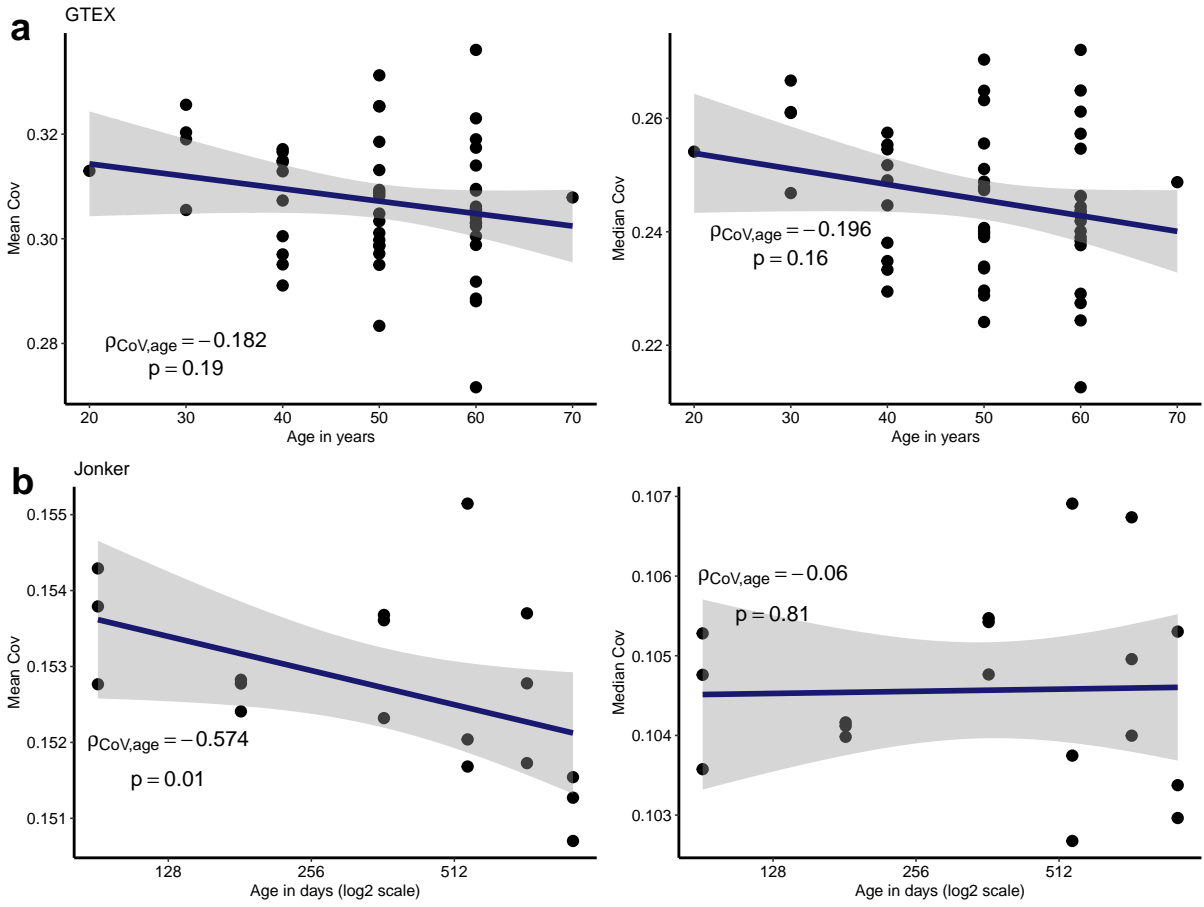 a
GTEX
Mean Cov
0.32
0.30
0.28
ρCoV,age = −0.182
p = 0.19
20 30 40 50 60 70
Age in years
Median Cov
0.26
0.24
0.22
ρCoV,age = −0.196
p = 0.16
20 30 40 50 60 70
Age in years
b
Jonker
Mean Cov
0.155
0.154
0.153
0.152
0.151
ρCoV,age = −0.574
p = 0.01
128 256 512
Age in days (log2 scale)
Median Cov
0.107
0.106
0.105
0.104
0.103
ρCoV,age = −0.06
p = 0.81
128 256 512
Age in days (log2 scale)